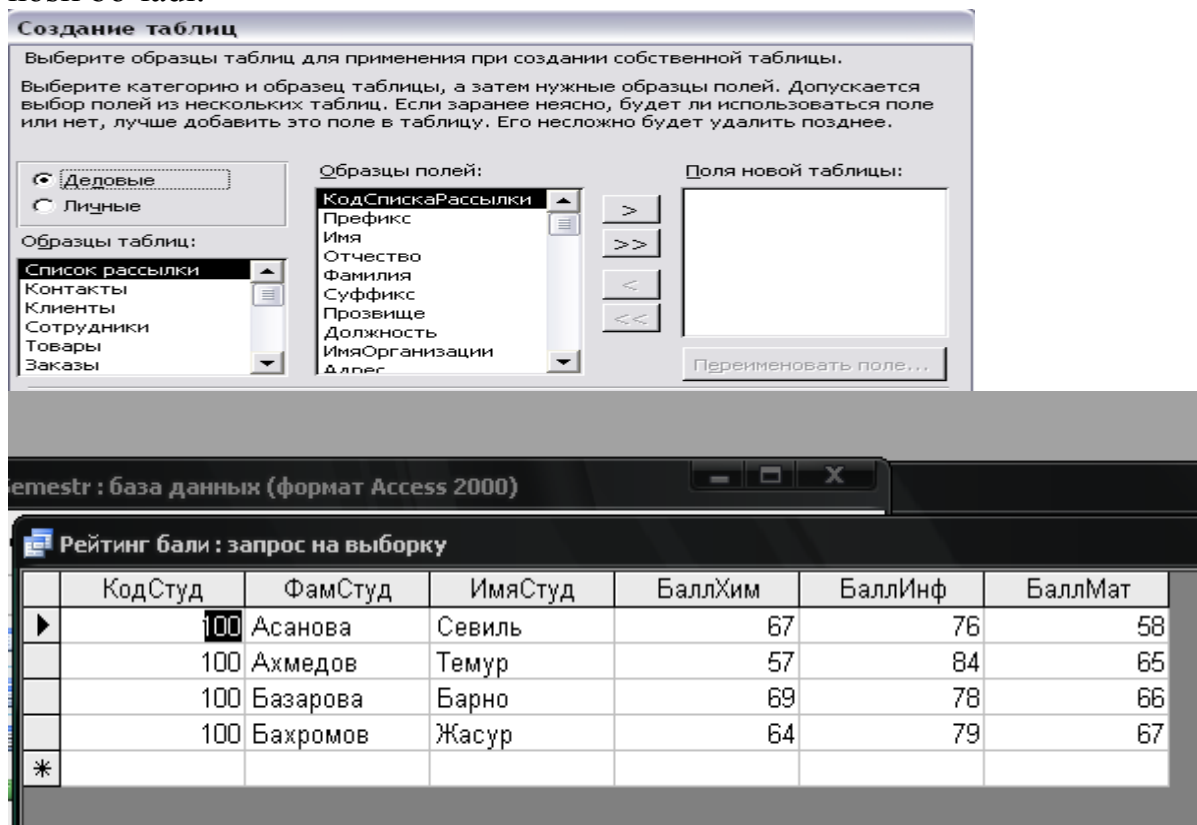 Создание таблиц
Выберите образцы таблиц для применения при создании собственной таблицы.
Выберите категорию и образец таблицы, а затем нужные образцы полей. Допускается
выбор полей из нескольких таблиц. Если заранее неясно, будет ли использоваться поле
или нет, лучше добавить это поле в таблицу. Его несложно будет удалить позднее.
Деловые
Личные
Образцы таблиц:
Список рассылки
Контакты
Клиенты
Сотрудники
Товары
Заказы
Образцы полей:
КодСпискаРассылки
Префикс
Имя
Отчество
Фамилия
Суффикс
Прозвище
Должность
ИмяОрганизации
Адрес
>
>>
<
<<
Поля новой таблицы:
Переименовать поле...
Semestr : база данных (формат Access 2000)
Рейтинг бали : запрос на выборку
КодСтуд ФамСтуд ИмяСтуд БаллХим БаллИнф БаллМат
100 Асанова Севиль 67 76 58
100 Ахмедов Темур 57 84 65
100 Базарова Барно 69 78 66
100 Бахромов Жасур 64 79 67